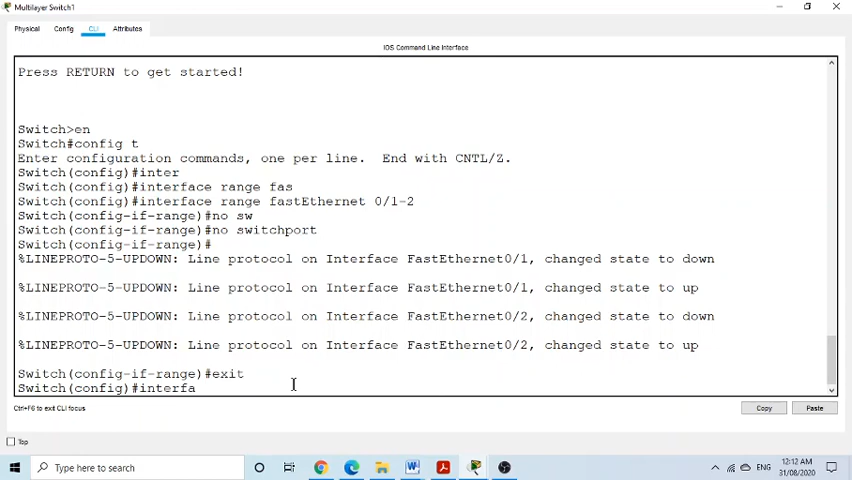 Multilayer Switch1
Physical Config CLI Attributes
IOS Command Line Interface
Press RETURN to get started!
Switch>en
Switch#config t
Enter configuration commands, one per line.  End with CNTL/Z.
Switch(config)#inter
Switch(config)#interface range fas
Switch(config)#interface range fastEthernet 0/1-2
Switch(config-if-range)#no sw
Switch(config-if-range)#no switchport
Switch(config-if-range)#
%LINEPROTO-5-UPDOWN: Line protocol on Interface FastEthernet0/1, changed state to down
%LINEPROTO-5-UPDOWN: Line protocol on Interface FastEthernet0/1, changed state to up
%LINEPROTO-5-UPDOWN: Line protocol on Interface FastEthernet0/2, changed state to down
%LINEPROTO-5-UPDOWN: Line protocol on Interface FastEthernet0/2, changed state to up
Switch(config-if-range)#exit
Switch(config)#interfa
Ctrl+F6 to exit CLI focus
Copy Paste
Top
Type here to search
ENG
12:12 AM
31/08/2020